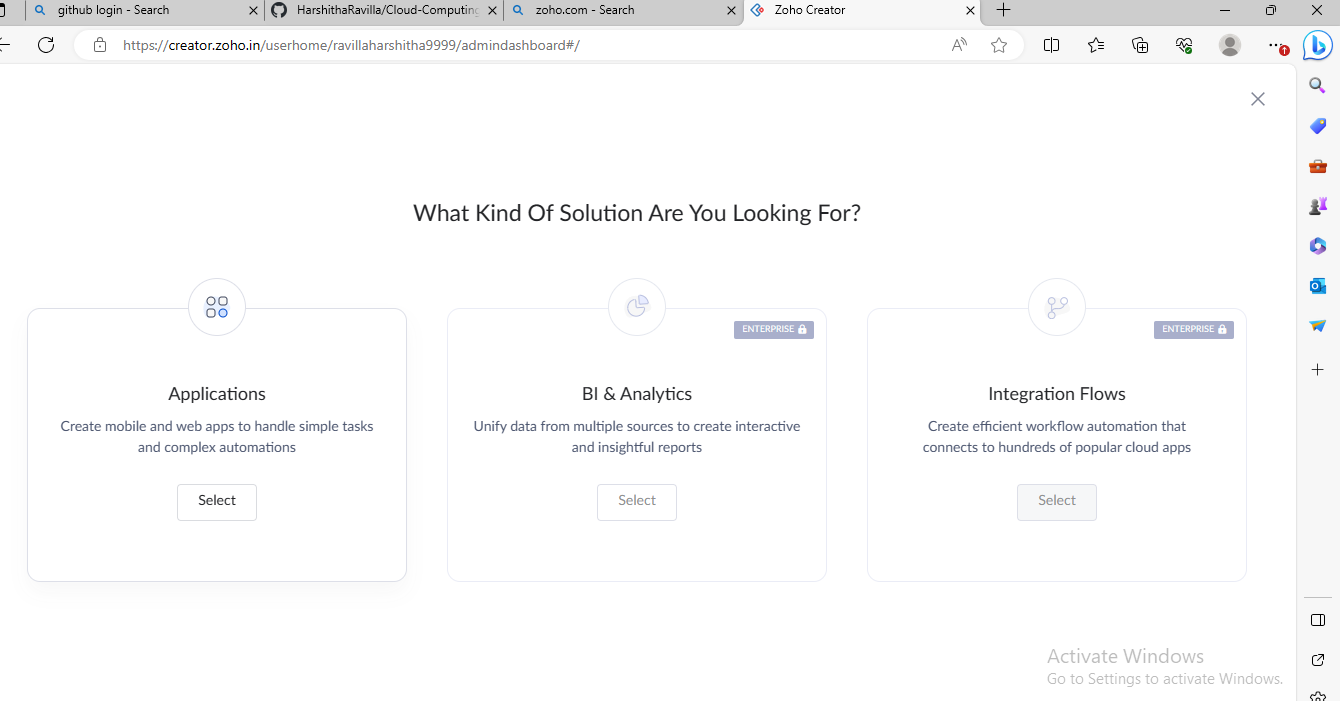 github login - Search
HarshithaRavilla/Cloud-Computing
zoho.com - Search
Zoho Creator
https://creator.zoho.in/userhome/ravillaharshitha9999/admindashboard#/
What Kind Of Solution Are You Looking For?
Applications
Create mobile and web apps to handle simple tasks
and complex automations
Select
ENTERPRISE
BI & Analytics
Unify data from multiple sources to create interactive
and insightful reports
Select
ENTERPRISE
Integration Flows
Create efficient workflow automation that
connects to hundreds of popular cloud apps
Select
Activate Windows
Go to Settings to activate Windows.